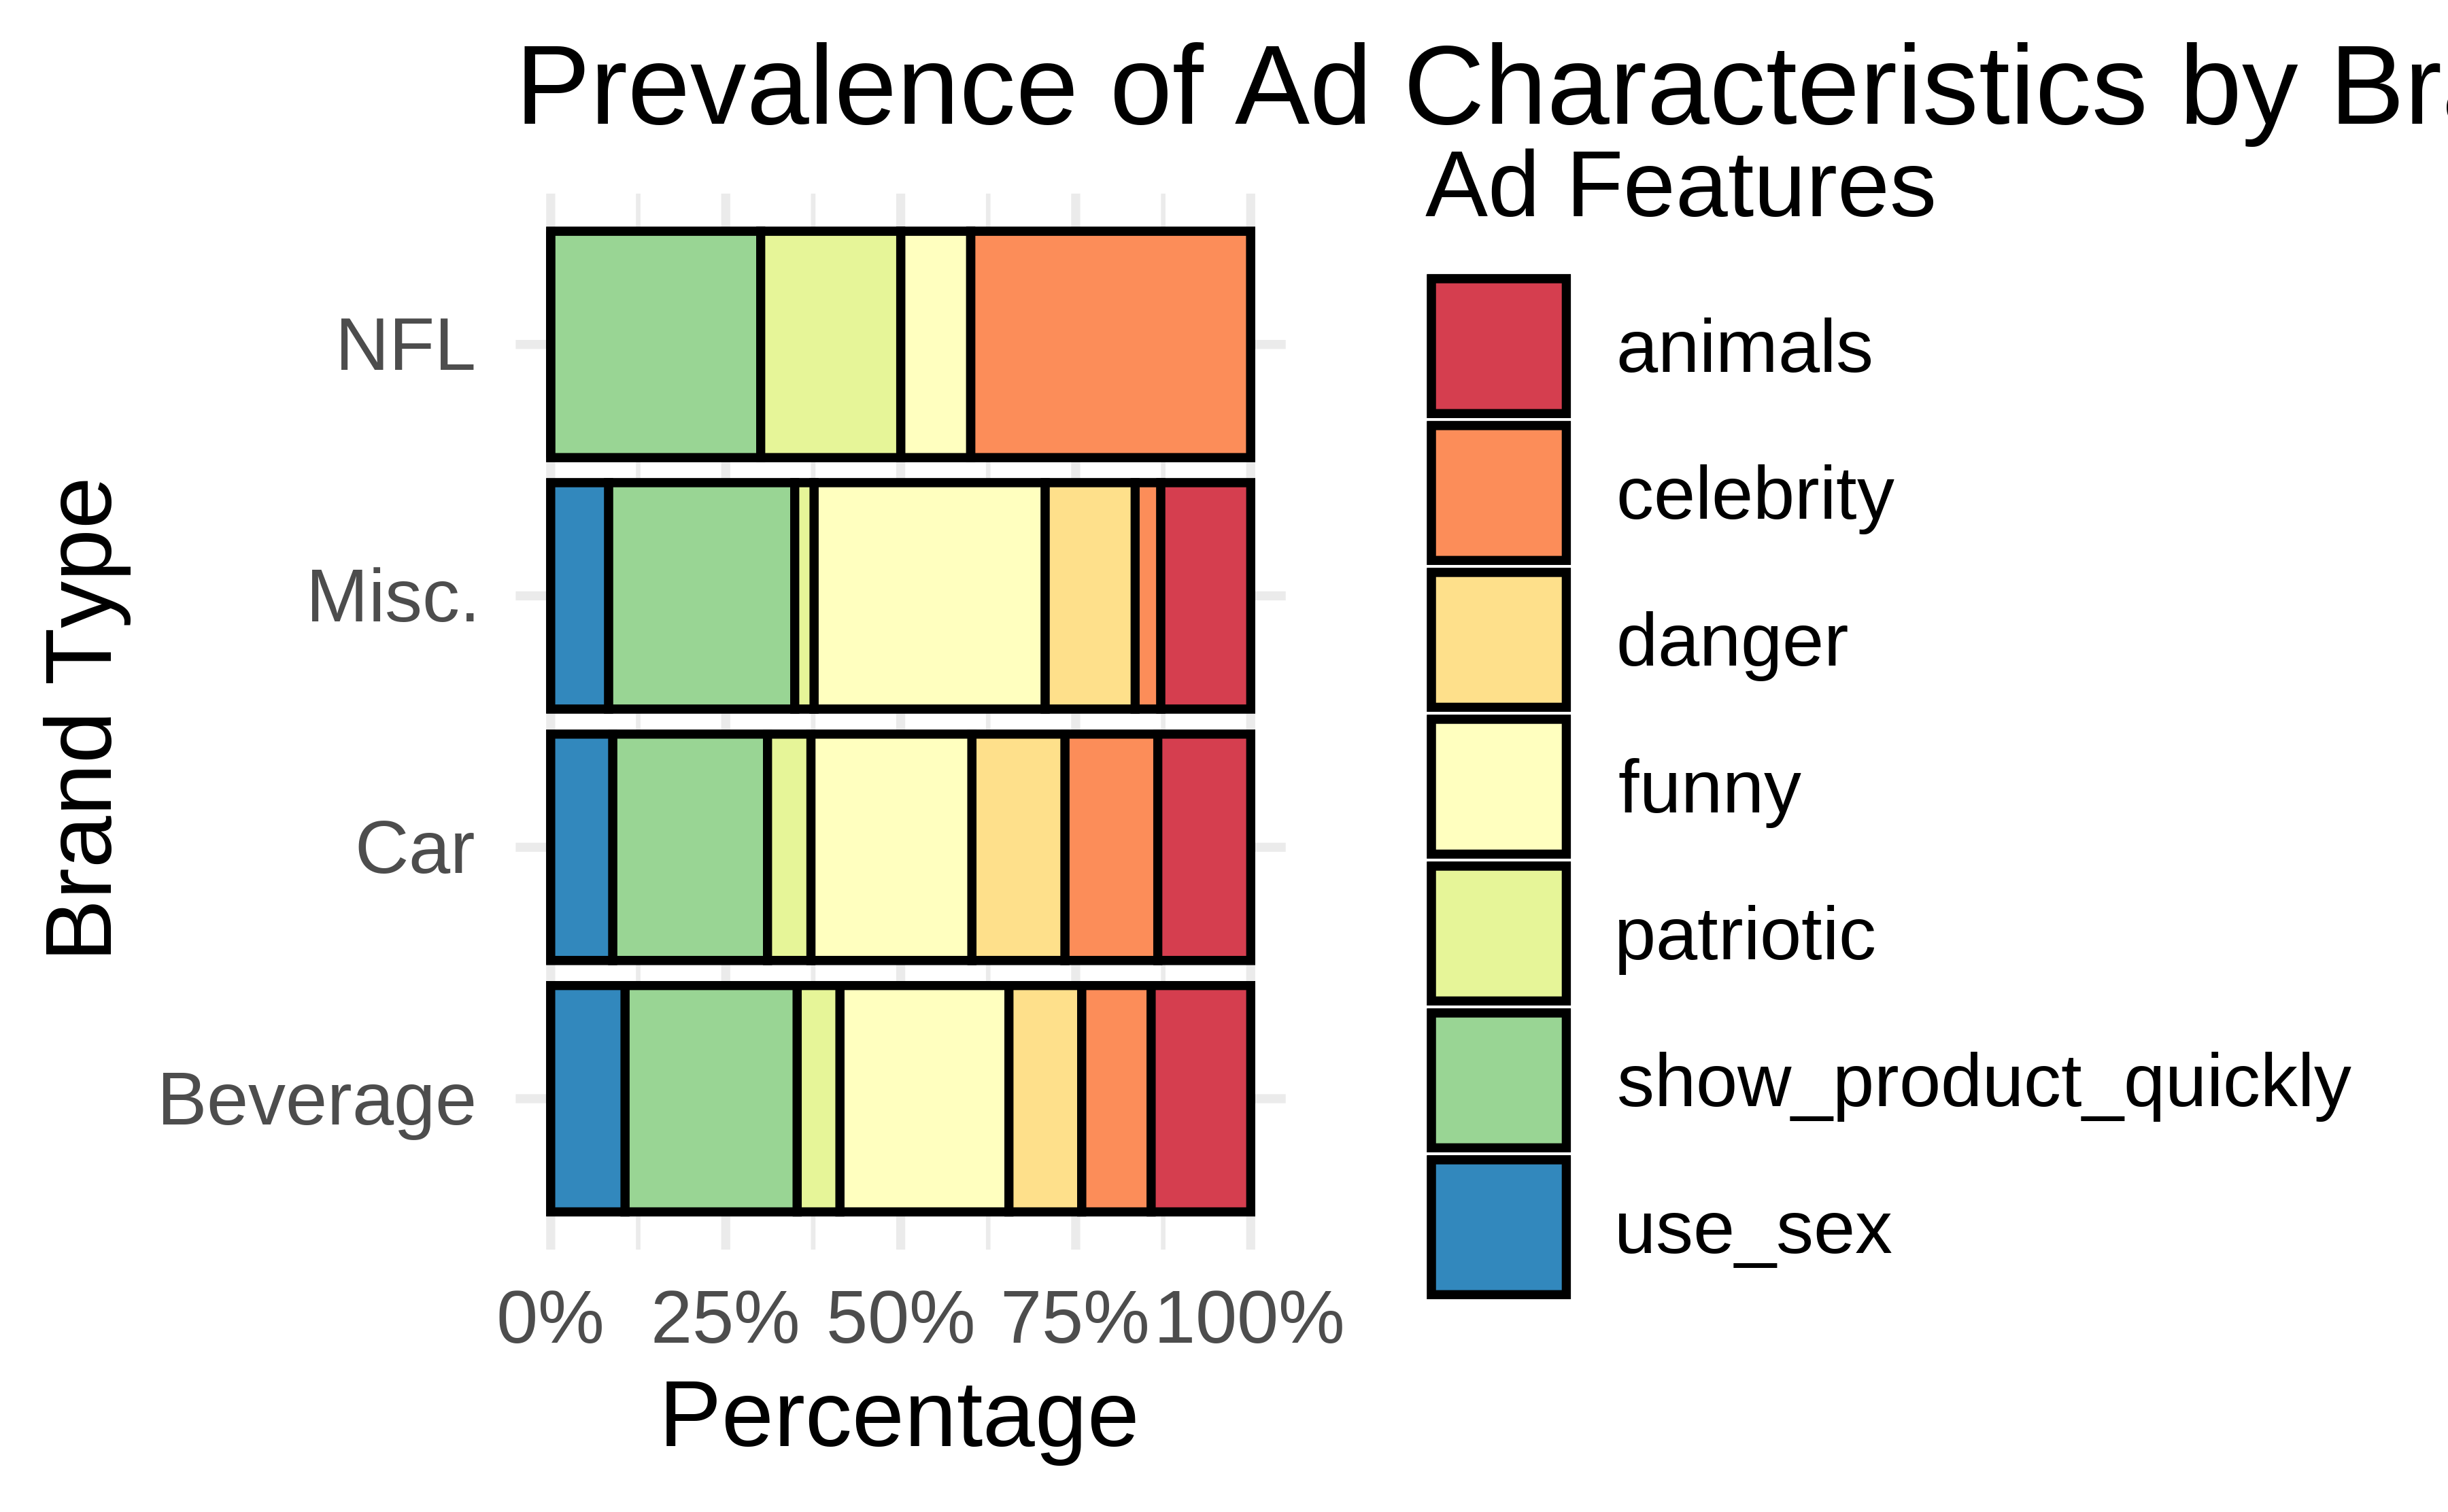 Prevalence of Ad Characteristics by
Ad Features
animals
celebrity
danger
funny
patriotic
show_product_quickly
use_sex
Brand Type
NFL
Misc.
Car
Beverage
0% 25% 50% 75% 100%
Percentage